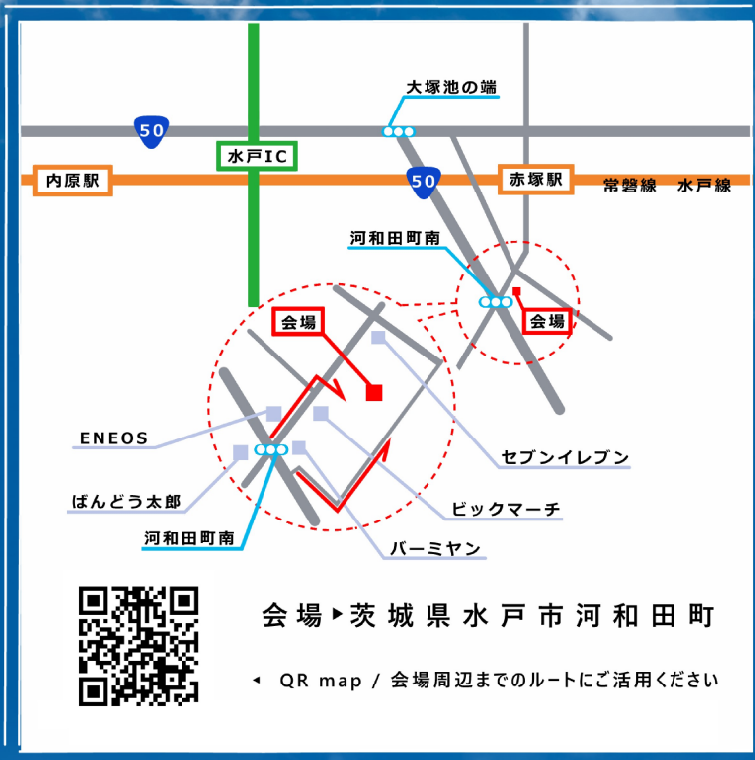 大塚池の端
50
水戸IC
内原駅
50
赤塚駅
常磐線 水戸線
河和田町南
会場
会場
ENEOS
セブンイレブン
ばんどう太郎
ビックマーチ
河和田町南
バーミヤン
会場▶茨城県水戸市河和田町
◀ QR map / 会場周辺までのルートにご活用ください